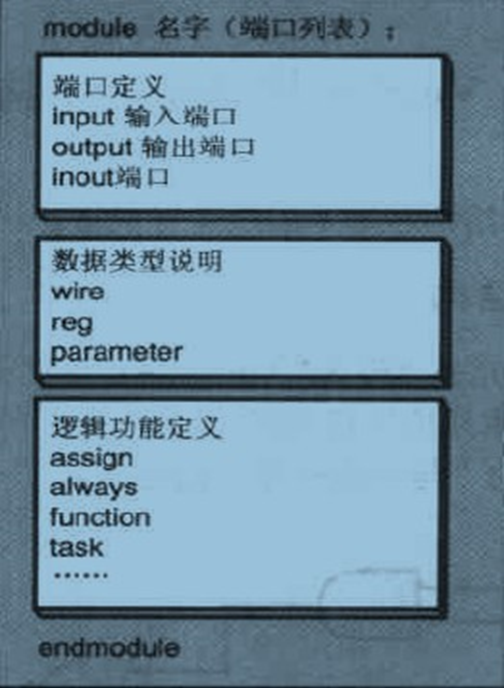 module 名字（端口列表）;
端口定义
input 输入端口
output 输出端口
inout端口
数据类型说明
wire
reg
parameter
逻辑功能定义
assign
always
function
task
……
endmodule